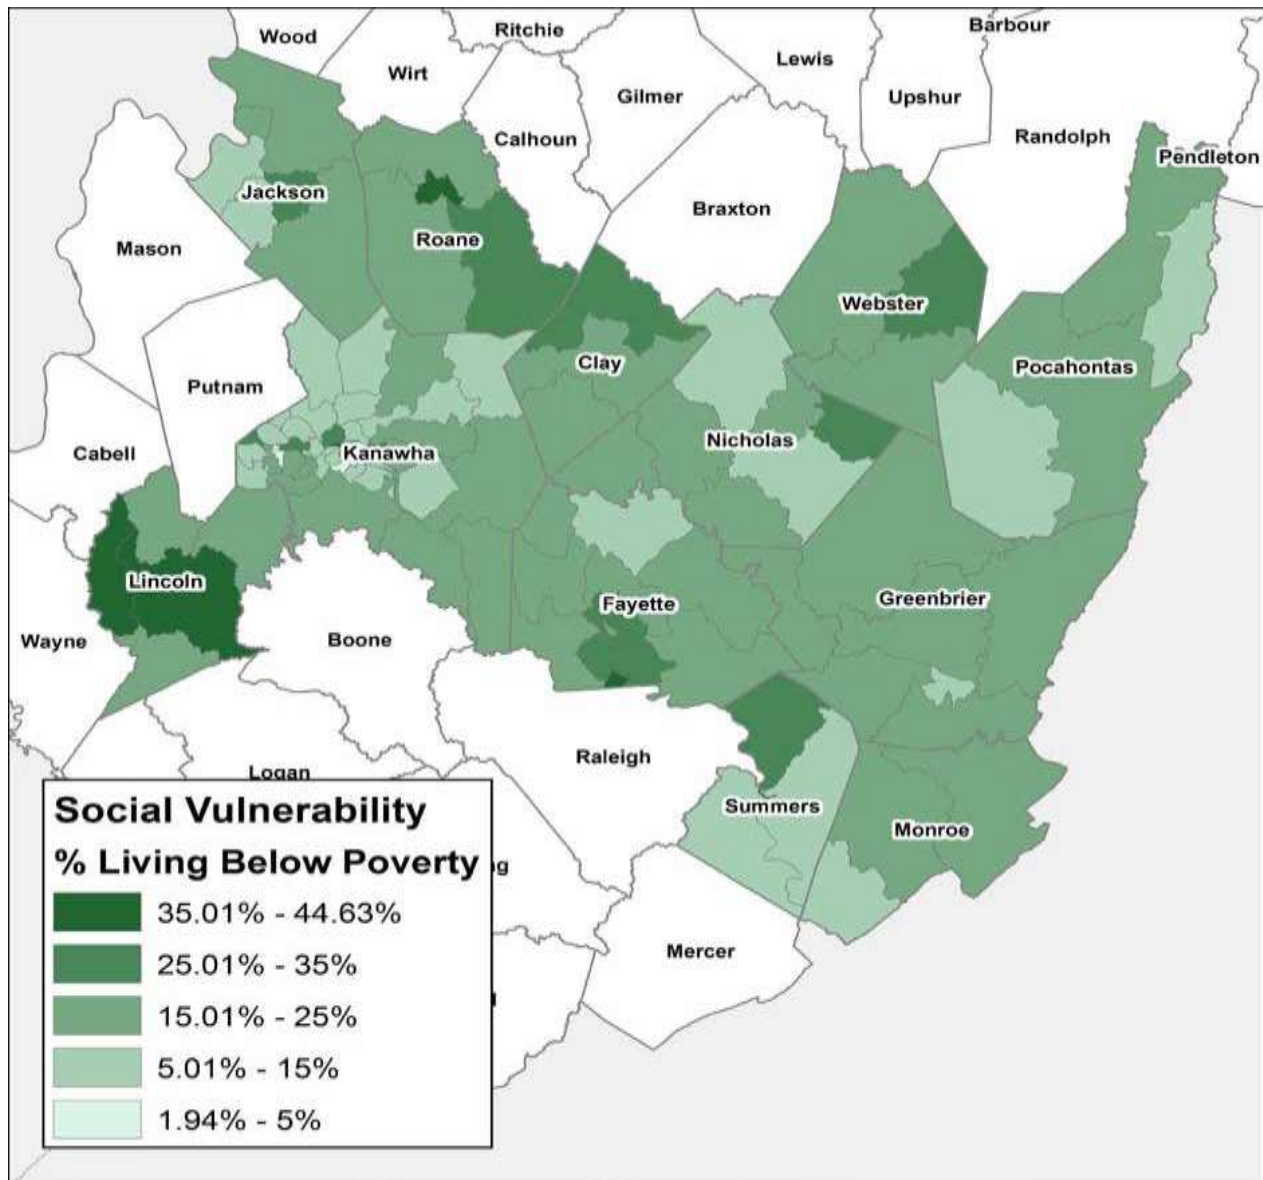 Barbour
Ritchie
Wood
Lewis
Wirt
Gilmer
Upshur
Calhoun
Randolph
Pendleton
Jackson
Braxton
Roane
Mason
Webster
Clay
Pocahontas
Putnam
Nicholas
Cabell
Kanawha
Lincoln
Greenbrier
Fayette
Wayne
Boone
Raleigh
Logan
Summers
Monroe
Mercer
Social Vulnerability
% Living Below Poverty
35.01% - 44.63%
25.01% - 35%
15.01% - 25%
5.01% - 15%
1.94% - 5%